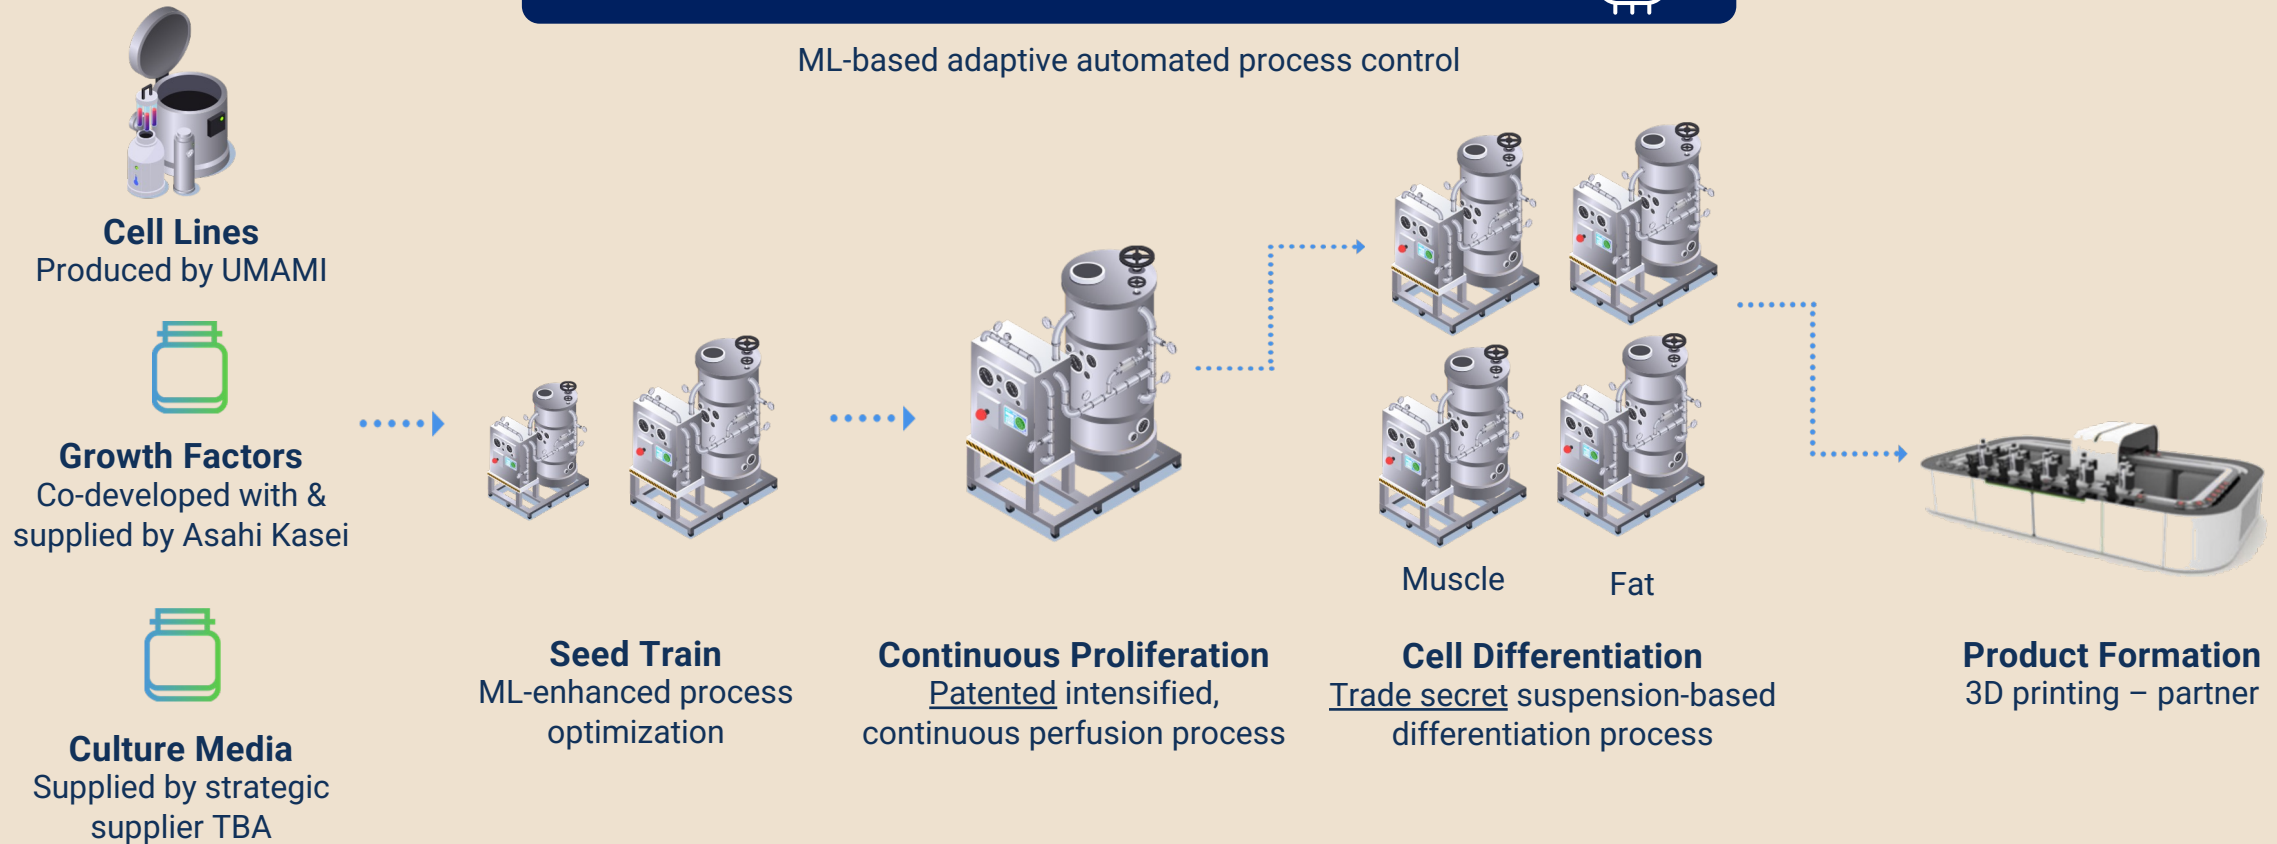 ML-based adaptive automated process control
Cell Lines
Produced by UMAMI
Growth Factors
Co-developed with &
supplied by Asahi Kasei
Culture Media
Supplied by strategic
supplier TBA
Seed Train
ML-enhanced process
optimization
Continuous Proliferation
Patented intensified,
continuous perfusion process
Muscle
Fat
Cell Differentiation
Trade secret suspension-based
differentiation process
Product Formation
3D printing – partner